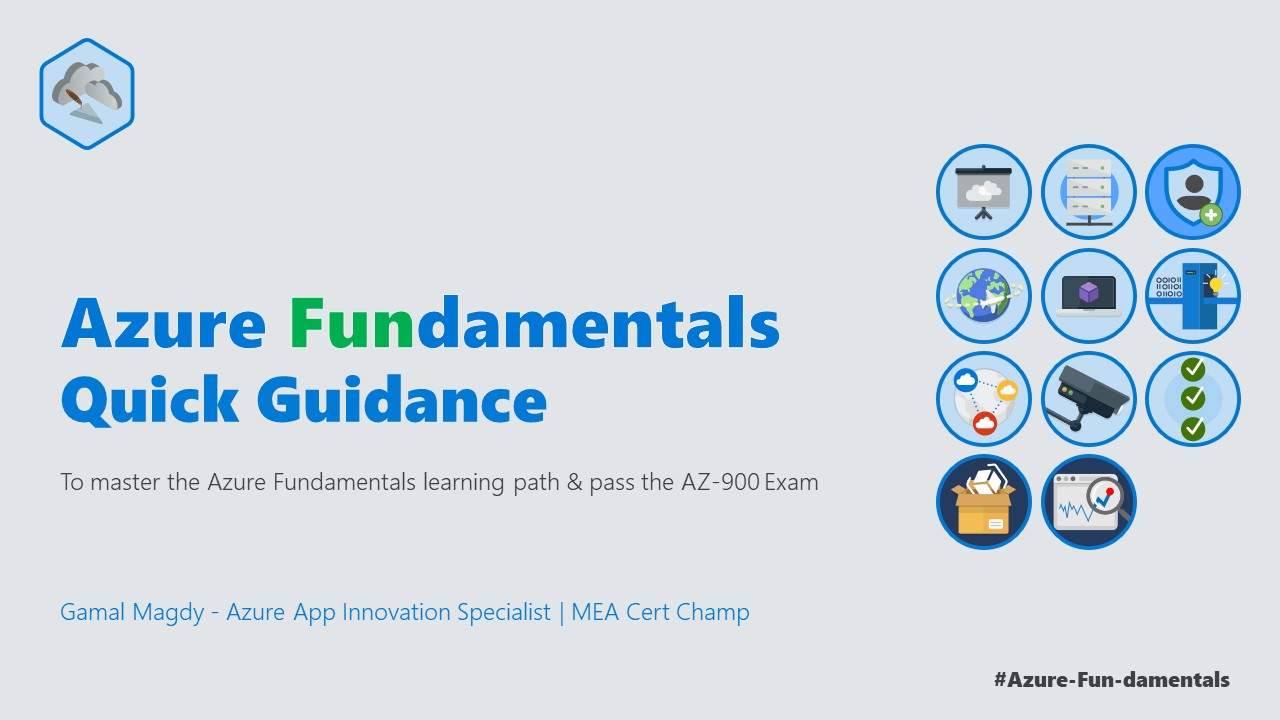 Azure Fundamentals
Quick Guidance
To master the Azure Fundamentals learning path & pass the AZ-900 Exam
Gamal Magdy - Azure App Innovation Specialist | MEA Cert Champ
#Azure-Fun-damentals